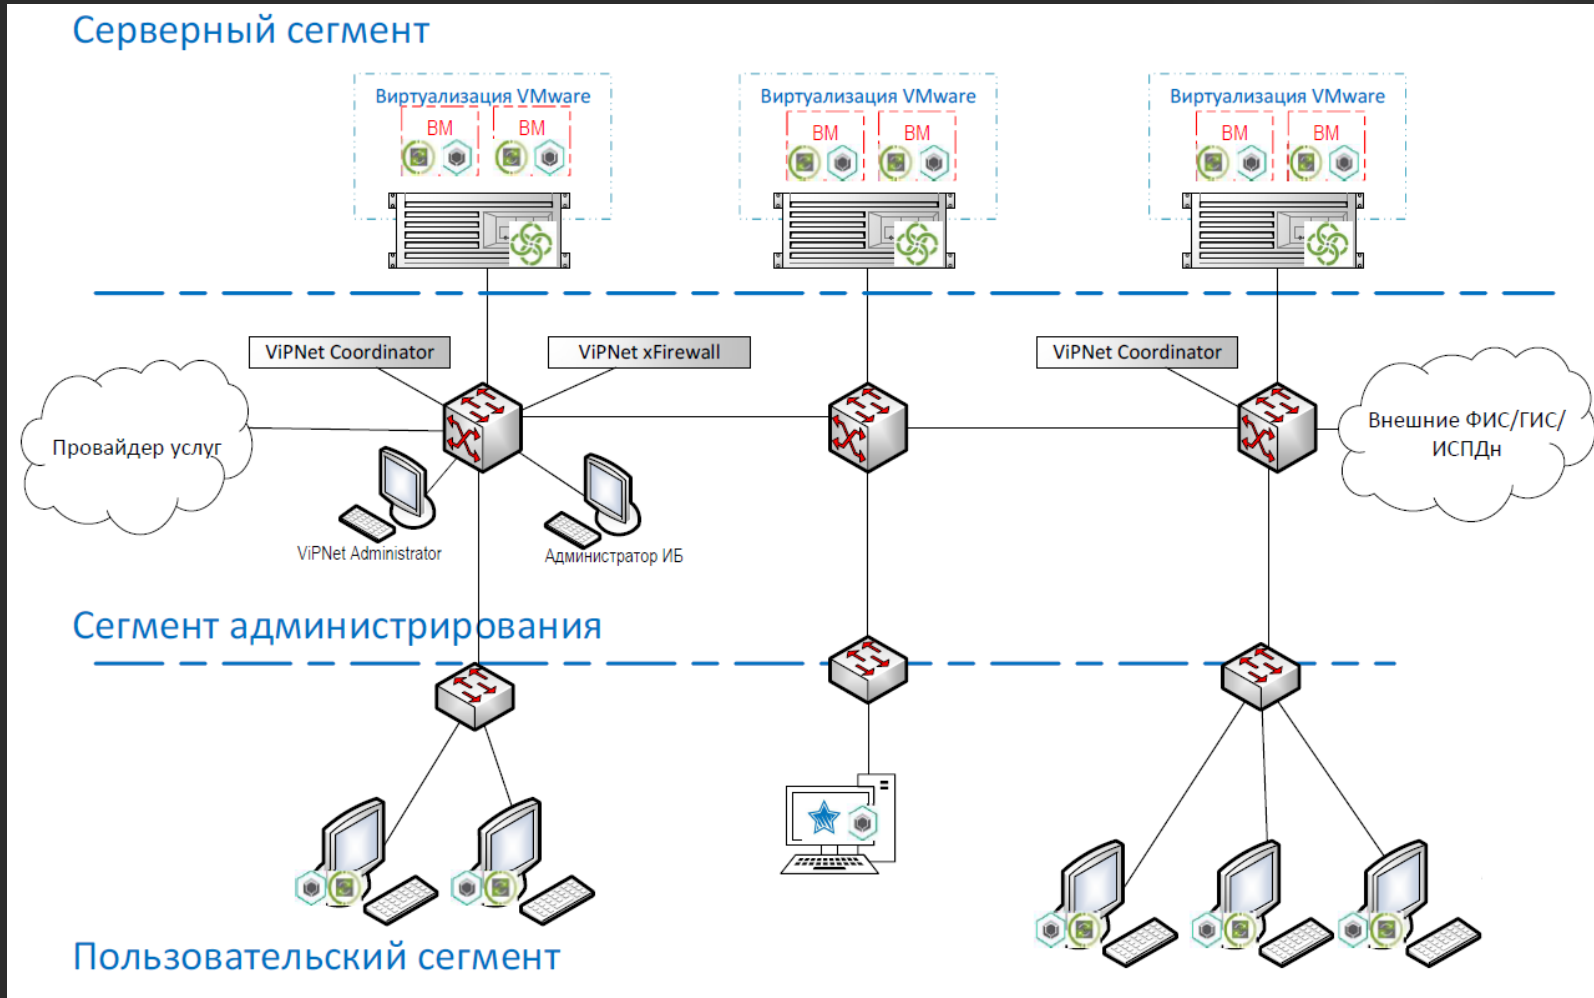 Серверный сегмент
Виртуализация VMware
Виртуализация VMware
Виртуализация VMware
ВМ
ВМ
ВМ
ВМ
ВМ
ВМ
ViPNet Coordinator
ViPNet xFirewall
ViPNet Coordinator
Провайдер услуг
Внешние ФИС/ГИС/
ИСПДн
ViPNet Administrator
Администратор ИБ
Сегмент администрирования
Пользовательский сегмент